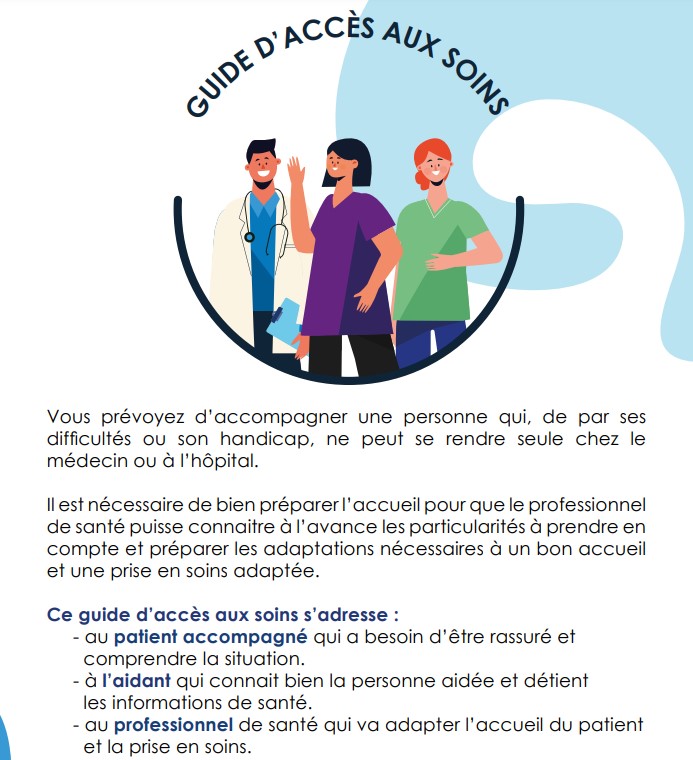 GUIDE D'ACCÈS AUX SOINS
Vous prévoyez d'accompagner une personne qui, de par ses
difficultés ou son handicap, ne peut se rendre seule chez le
médecin ou à l'hôpital.
Il est nécessaire de bien préparer l'accueil pour que le professionnel
de santé puisse connaitre à l'avance les particularités à prendre en
compte et préparer les adaptations nécessaires à un bon accueil
et une prise en soins adaptée.
Ce guide d'accès aux soins s'adresse :
- au patient accompagné qui a besoin d'être rassuré et
comprendre la situation.
- à l'aidant qui connait bien la personne aidée et détient
les informations de santé.
- au professionnel de santé qui va adapter l'accueil du patient
et la prise en soins.